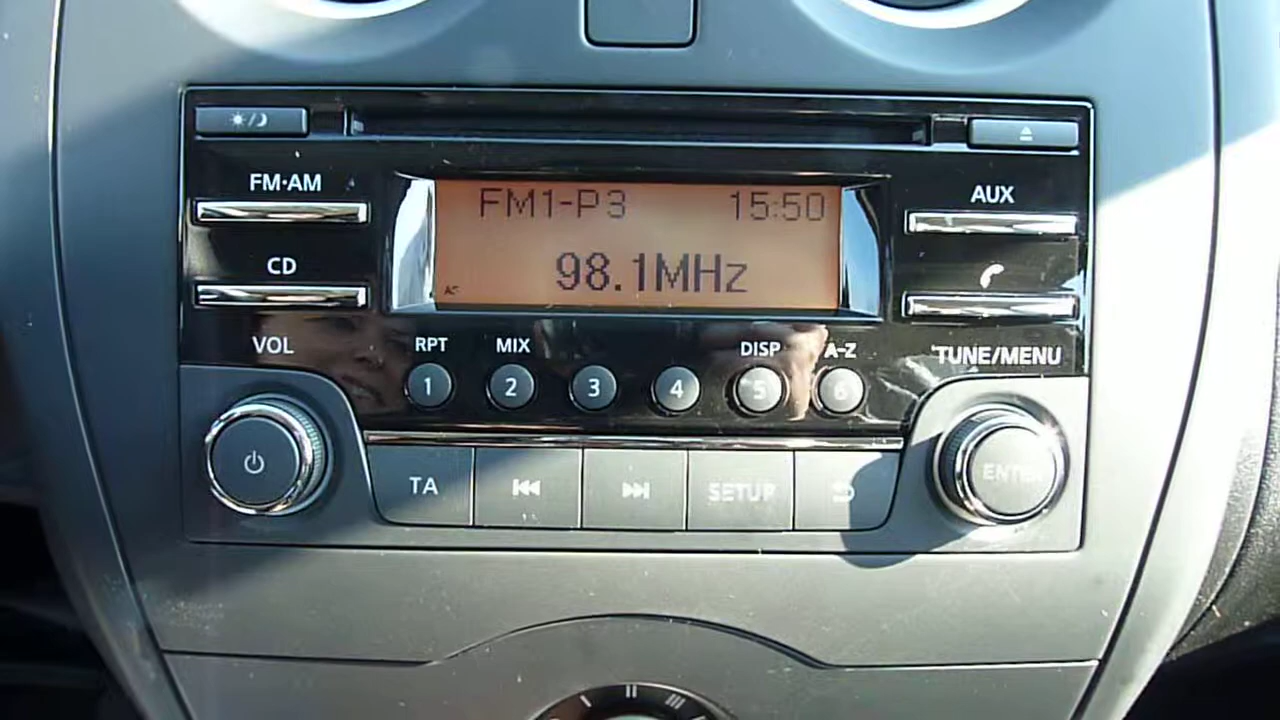 FM·AM
AUX
FM1-P3 15:50
98.1MHz
AF
CD
VOL
RPT MIX DISP A-Z
TUNE/MENU
1 2 3 4 5 6
TA SETUP
ENTER